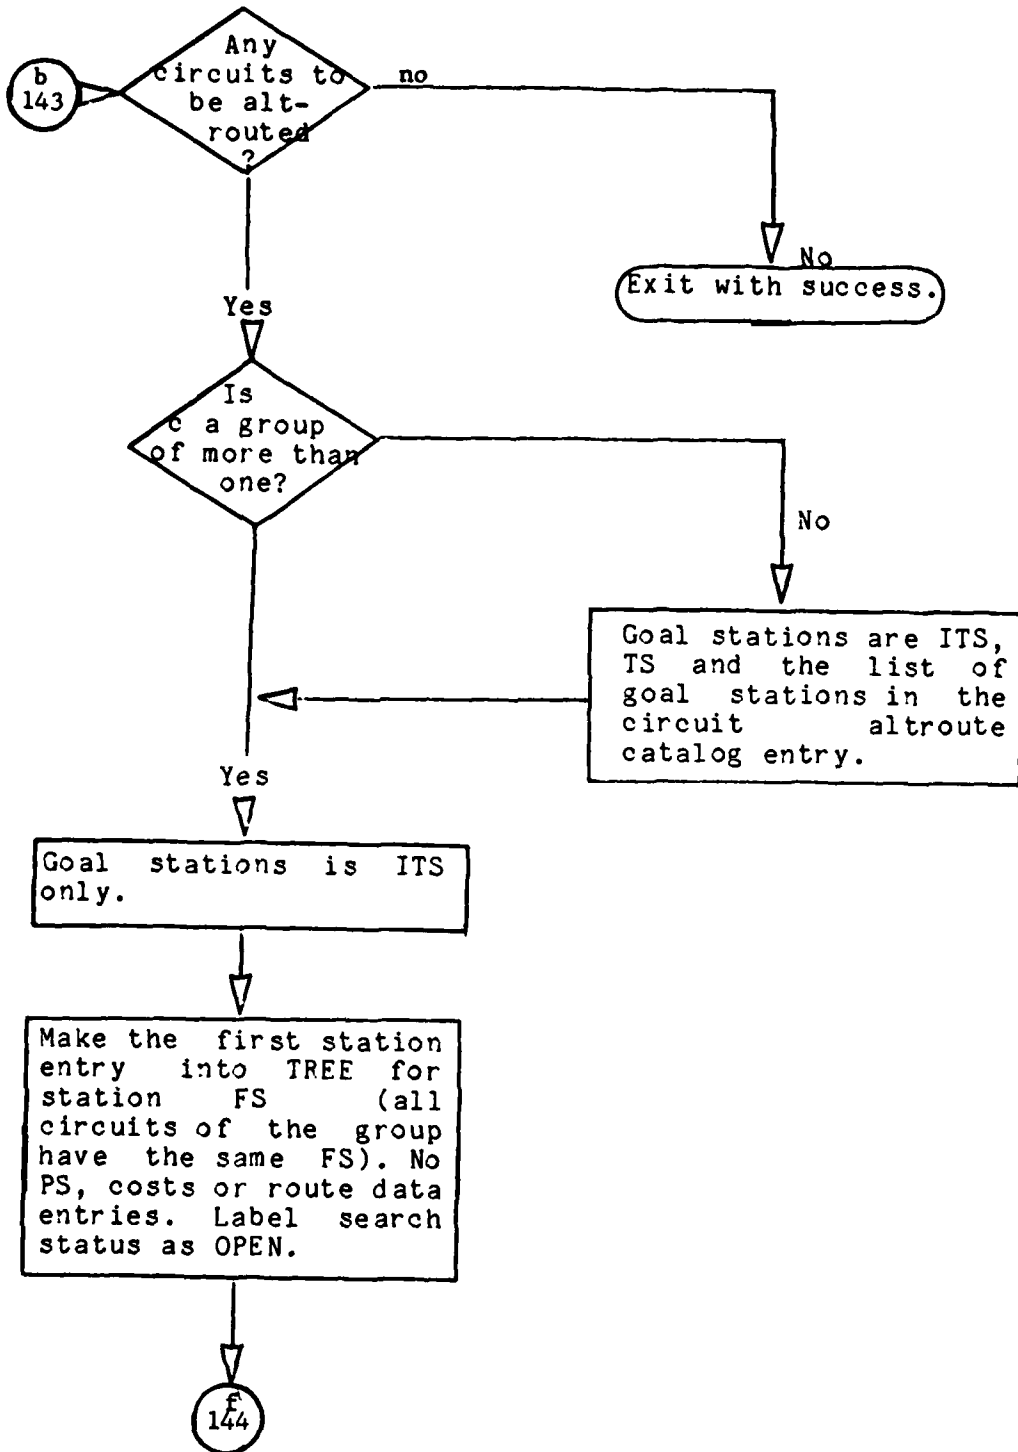 b
143
Any
circuits to
be alt-
routed
?
no
No
Exit with success.
Yes
Is
c a group
of more than
one?
No
Goal stations are ITS,
TS and the list of
goal stations in the
circuit altroute
catalog entry.
Yes
Goal stations is ITS
only.
Make the first station
entry into TREE for
station FS (all
circuits of the group
have the same FS). No
PS, costs or route data
entries. Label search
status as OPEN.
f
144